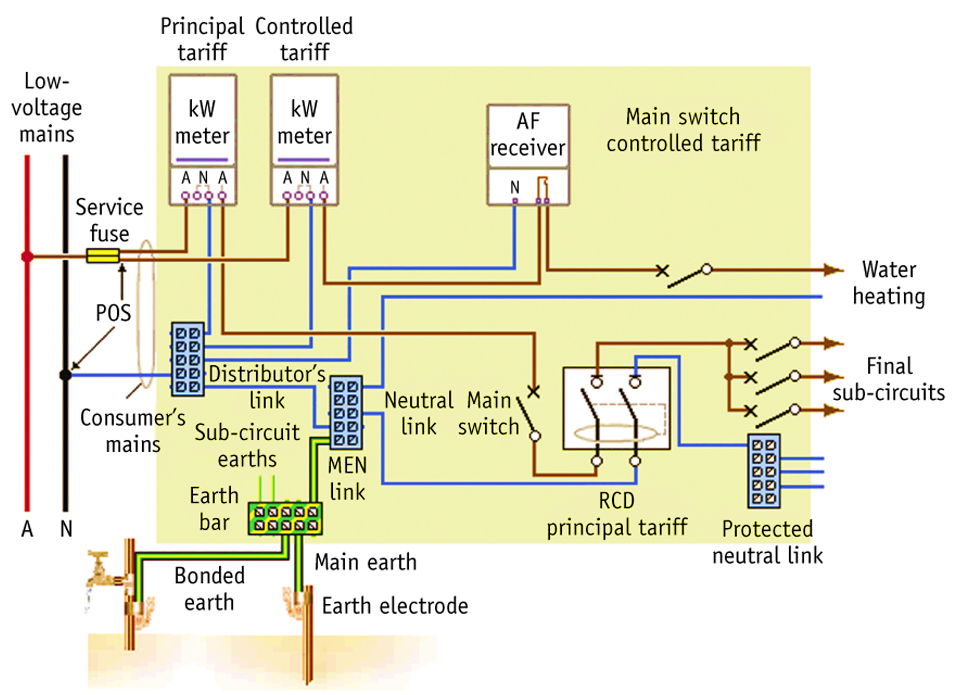 Principal
tariff
Controlled
tariff
Low-
voltage
mains
kW
meter
kW
meter
AF
receiver
Main switch
controlled tariff
A N A
A N A
N
Service
fuse
POS
Water
heating
Consumer's
mains
Distributor's
link
Neutral
link
Main
switch
Final
sub-circuits
Sub-circuit
earths
MEN
link
Earth
bar
RCD
principal tariff
Protected
neutral link
A
N
Bonded
earth
Main earth
Earth electrode